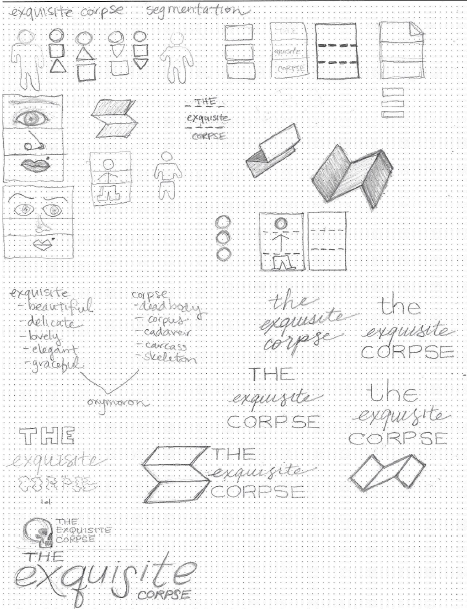 exquisite corpse segmentation
exquisite
CORPSE
THE
exquisite
CORPSE
exquisite
- beautiful
- delicate
- lovely
- elegant
- graceful
corpse
- dead body
- corpus
- cadaver
- carcass
- skeleton
oxymoron
the
exquisite
corpse
the
exquisite
CORPSE
THE
exquisite
CORPSE
the
exquisite
CORPSE
THE
exquisite
CORPSE
THE
exquisite
CORPSE
THE
EXQUISITE
CORPSE
THE
exquisite
CORPSE